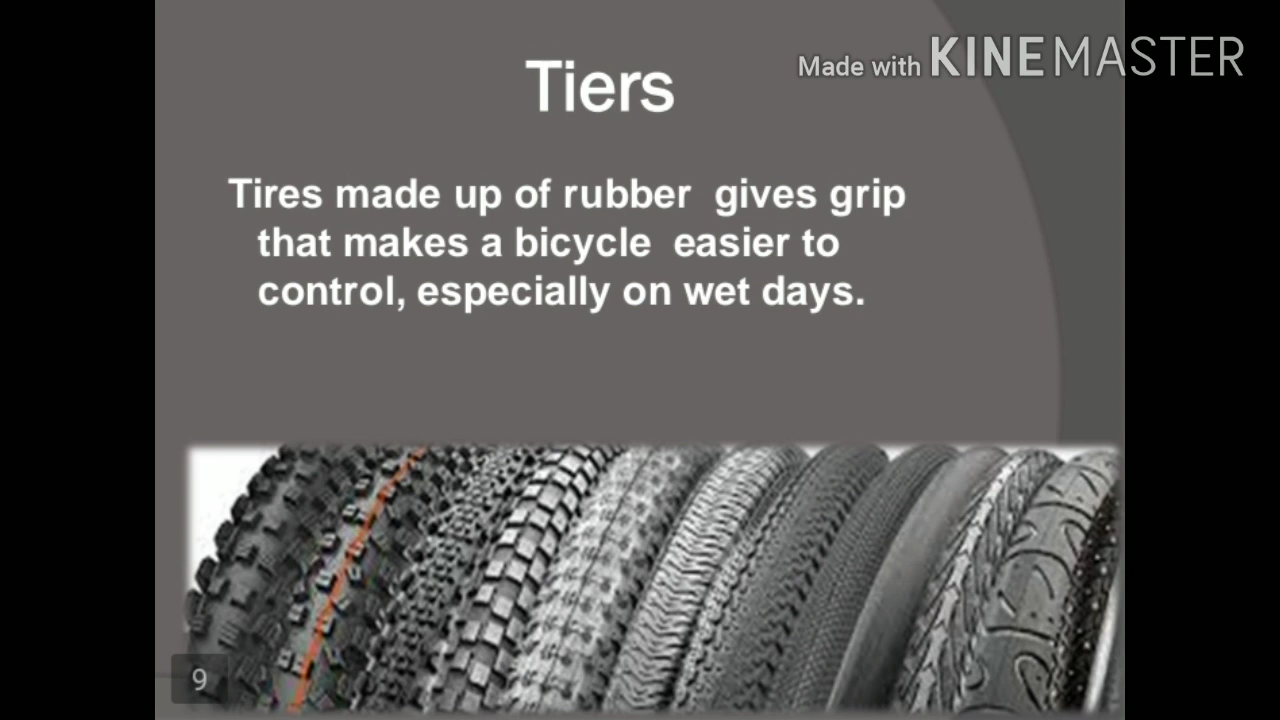 Made with KINEMASTER
Tiers
Tires made up of rubber  gives grip
that makes a bicycle  easier to
control, especially on wet days.
9